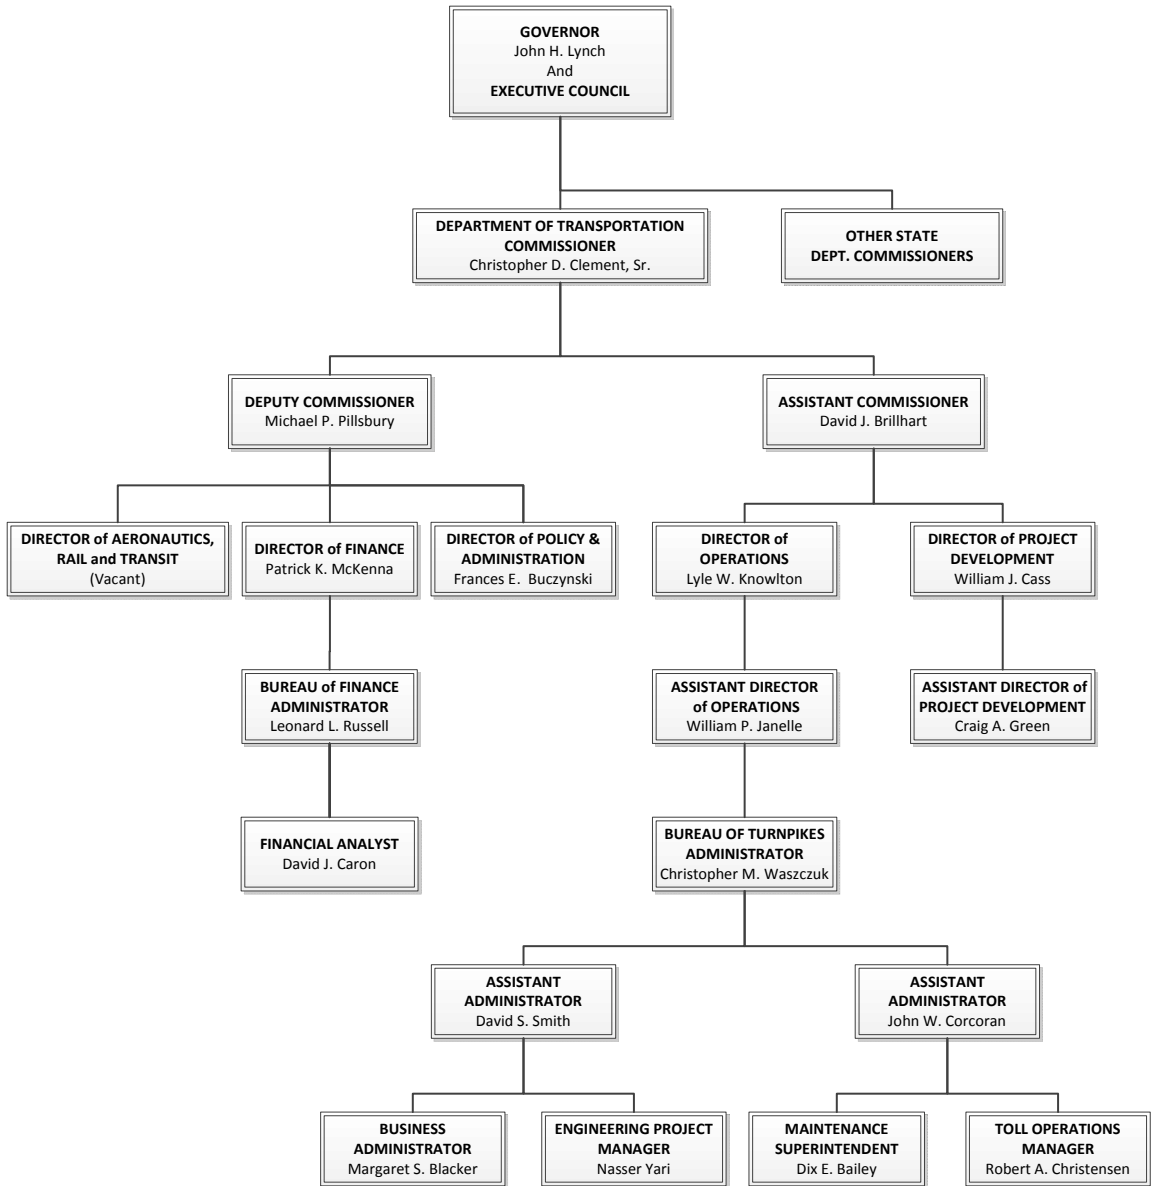 GOVERNOR
John H. Lynch
And
EXECUTIVE COUNCIL
DEPARTMENT OF TRANSPORTATION
COMMISSIONER
Christopher D. Clement, Sr.
OTHER STATE
DEPT. COMMISSIONERS
DEPUTY COMMISSIONER
Michael P. Pillsbury
ASSISTANT COMMISSIONER
David J. Brillhart
DIRECTOR of AERONAUTICS,
RAIL and TRANSIT
(Vacant)
DIRECTOR of FINANCE
Patrick K. McKenna
DIRECTOR of POLICY &
ADMINISTRATION
Frances E. Buczynski
DIRECTOR of
OPERATIONS
Lyle W. Knowlton
DIRECTOR of PROJECT
DEVELOPMENT
William J. Cass
BUREAU of FINANCE
ADMINISTRATOR
Leonard L. Russell
ASSISTANT DIRECTOR
of OPERATIONS
William P. Janelle
ASSISTANT DIRECTOR of
PROJECT DEVELOPMENT
Craig A. Green
FINANCIAL ANALYST
David J. Caron
BUREAU OF TURNPIKES
ADMINISTRATOR
Christopher M. Waszczuk
ASSISTANT
ADMINISTRATOR
David S. Smith
ASSISTANT
ADMINISTRATOR
John W. Corcoran
BUSINESS
ADMINISTRATOR
Margaret S. Blacker
ENGINEERING PROJECT
MANAGER
Nasser Yari
MAINTENANCE
SUPERINTENDENT
Dix E. Bailey
TOLL OPERATIONS
MANAGER
Robert A. Christensen